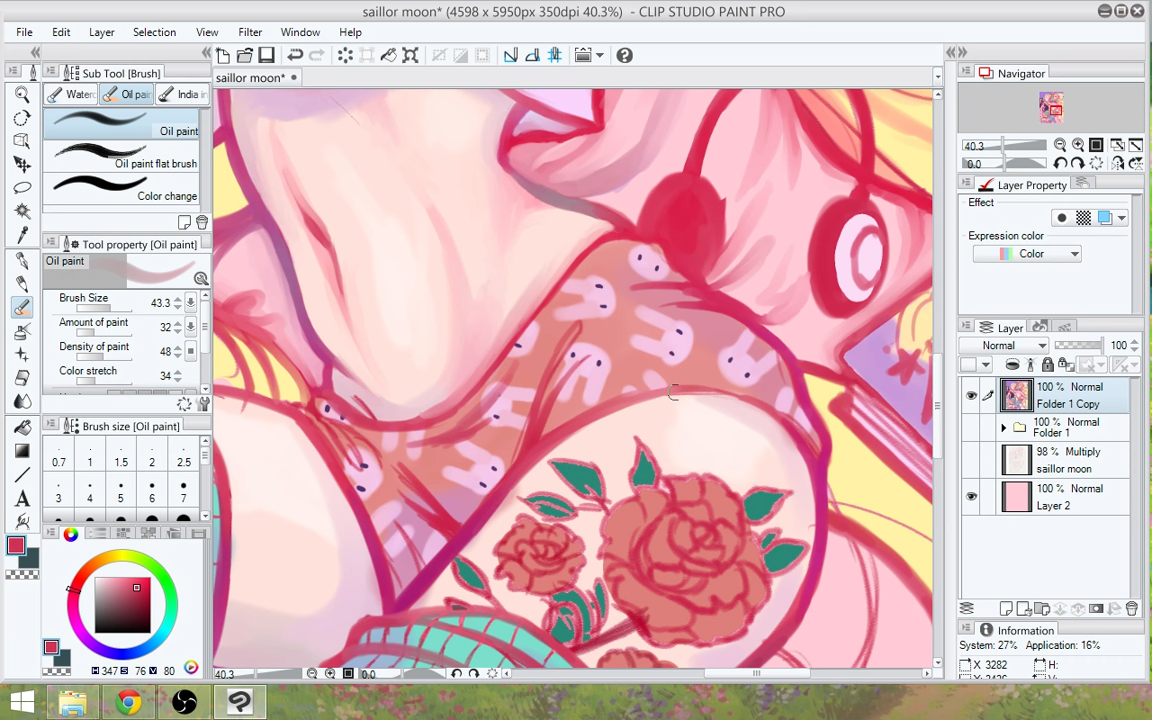 saillor moon* (4598 x 5950px 350dpi 40.3%) - CLIP STUDIO PAINT PRO
File Edit Layer Selection View Filter Window Help
Sub Tool [Brush]
saillor moon*
Navigator
Waterc Oil pain India in
Oil paint
Oil paint flat brush
Color change
40.3
0.0
Layer Property
Effect
Expression color
Color
Tool property [Oil paint]
Oil paint
Brush Size 43.3
Amount of paint 32
Density of paint 48
Color stretch 34
Layer
Normal 100
100% Normal
Folder 1 Copy
100% Normal
Folder 1
98% Multiply
saillor moon
100% Normal
Layer 2
Brush size [Oil paint]
0.7 1 1.5 2 2.5
3 4 5 6 7
H 347 S 76 V 80
40.3 0.0
Information
System: 27% Application: 16%
X 3282 H: